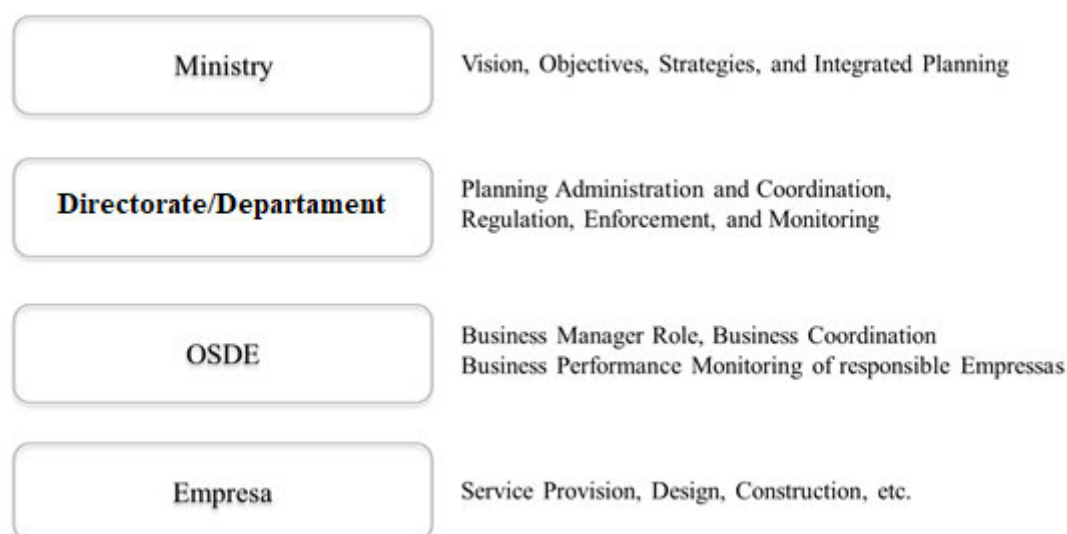 Ministry
Vision, Objectives, Strategies, and Integrated Planning
Directorate/Departament
Planning Administration and Coordination,
Regulation, Enforcement, and Monitoring
OSDE
Business Manager Role, Business Coordination
Business Performance Monitoring of responsible Empressas
Empresa
Service Provision, Design, Construction, etc.